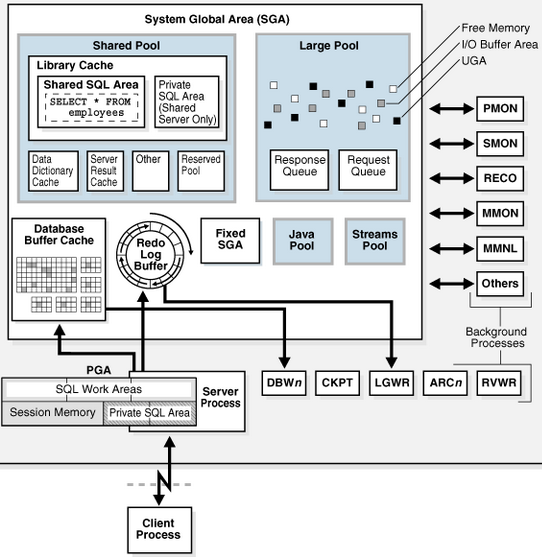 System Global Area (SGA)
Shared Pool
Library Cache
Shared SQL Area
SELECT * FROM
employees
Private
SQL Area
(Shared
Server Only)
Data
Dictionary
Cache
Server
Result
Cache
Other
Reserved
Pool
Large Pool
Response
Queue
Request
Queue
Free Memory
I/O Buffer Area
UGA
Database
Buffer Cache
Redo
Log
Buffer
Fixed
SGA
Java
Pool
Streams
Pool
PMON
SMON
RECO
MMON
MMNL
Others
Background
Processes
DBWn
CKPT
LGWR
ARCn
RVWR
PGA
SQL Work Areas
Session Memory
Private SQL Area
Server
Process
Client
Process